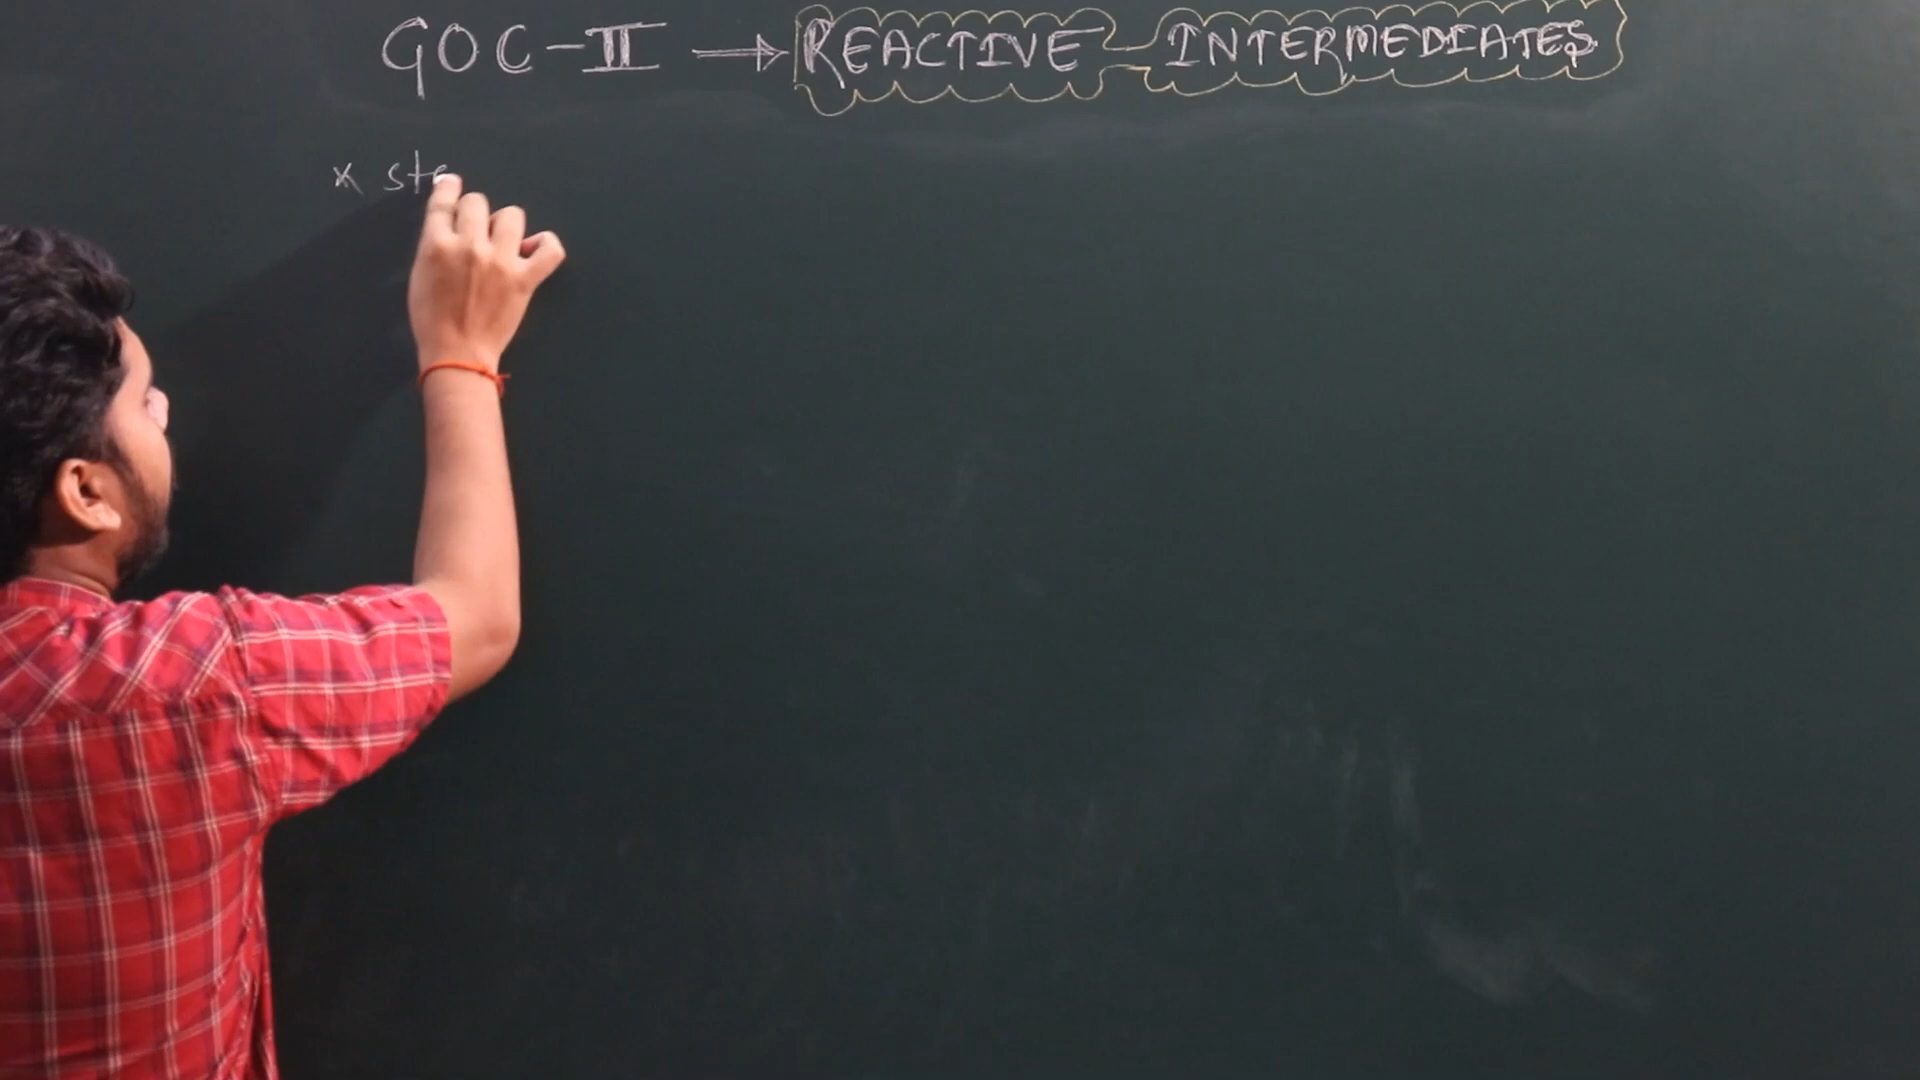 GOC-II → REACTIVE INTERMEDIATES
x ste